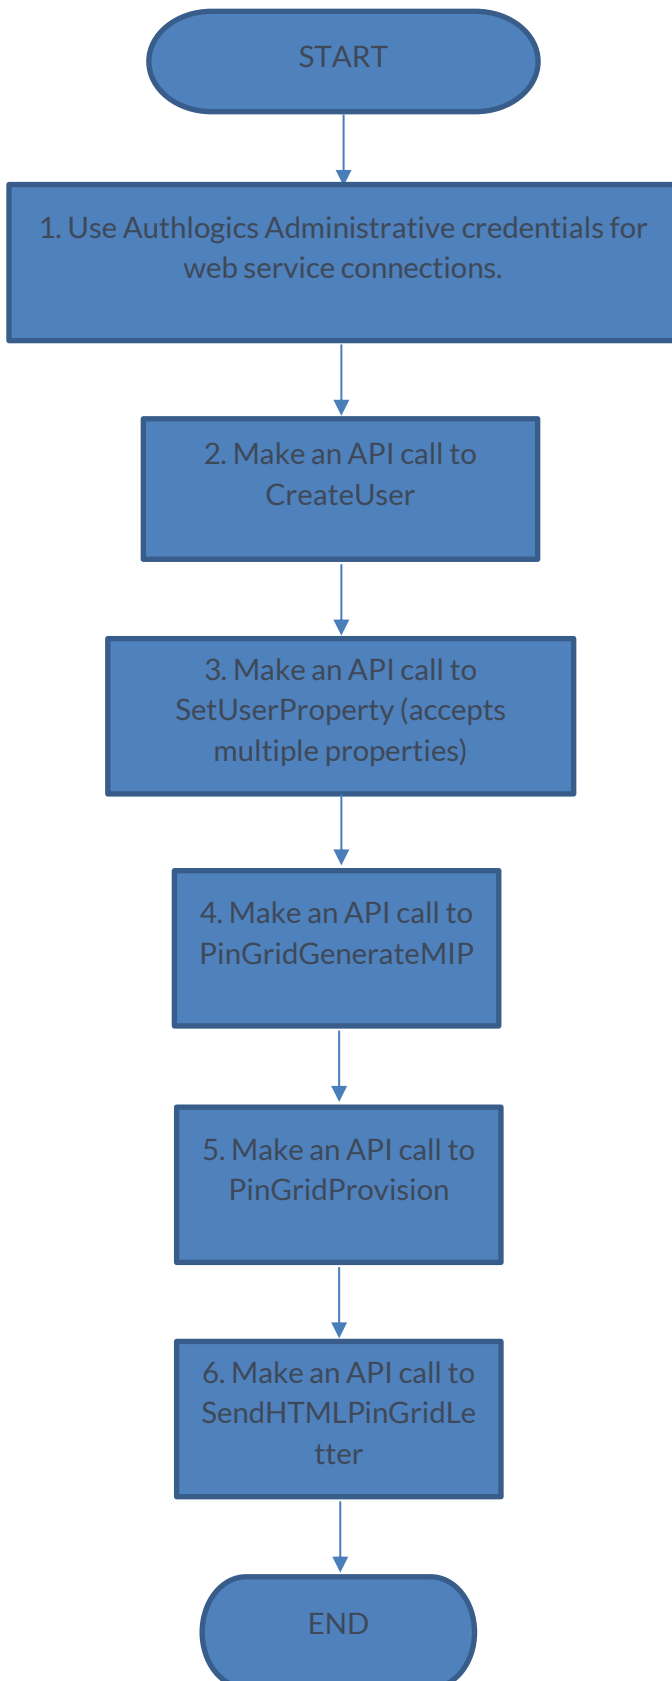 START
1. Use Authlogics Administrative credentials for
web service connections.
2. Make an API call to
CreateUser
3. Make an API call to
SetUserProperty (accepts
multiple properties)
4. Make an API call to
PinGridGenerateMIP
5. Make an API call to
PinGridProvision
6. Make an API call to
SendHTMLPinGridLe
tter
END